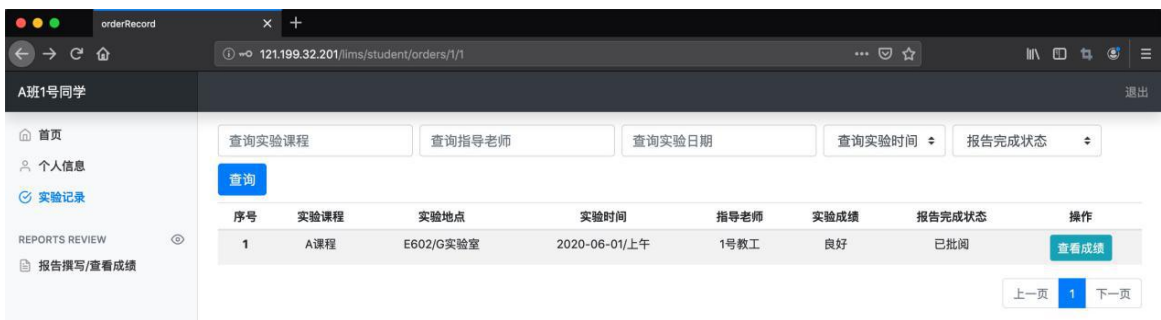 orderRecord
121.199.32.201/lims/student/orders/1/1
A班1号同学 退出
首页
个人信息
实验记录
REPORTS REVIEW
报告撰写/查看成绩
查询实验课程 查询指导老师 查询实验日期 查询实验时间 报告完成状态
查询
序号 实验课程 实验地点 实验时间 指导老师 实验成绩 报告完成状态 操作
1 A课程 E602/G实验室 2020-06-01/上午 1号教工 良好 已批阅 查看成绩
上一页 1 下一页